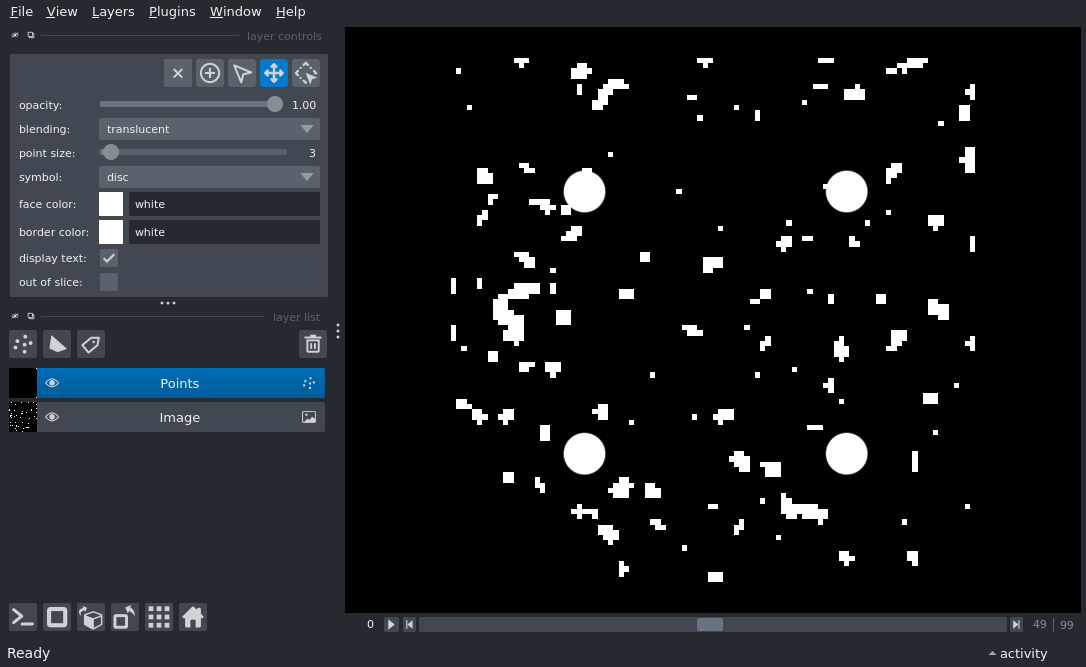 File View Layers Plugins Window Help
layer controls
opacity: 1.00
blending: translucent
point size: 3
symbol: disc
face color: white
border color: white
display text:
out of slice:
layer list
Points
Image
0 49 99
Ready activity